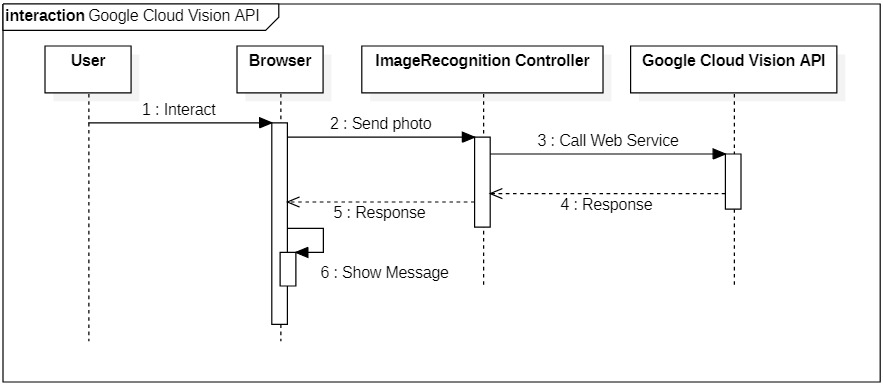 interaction Google Cloud Vision API
User
Browser
ImageRecognition Controller
Google Cloud Vision API
1 : Interact
2 : Send photo
3 : Call Web Service
4 : Response
5 : Response
6 : Show Message